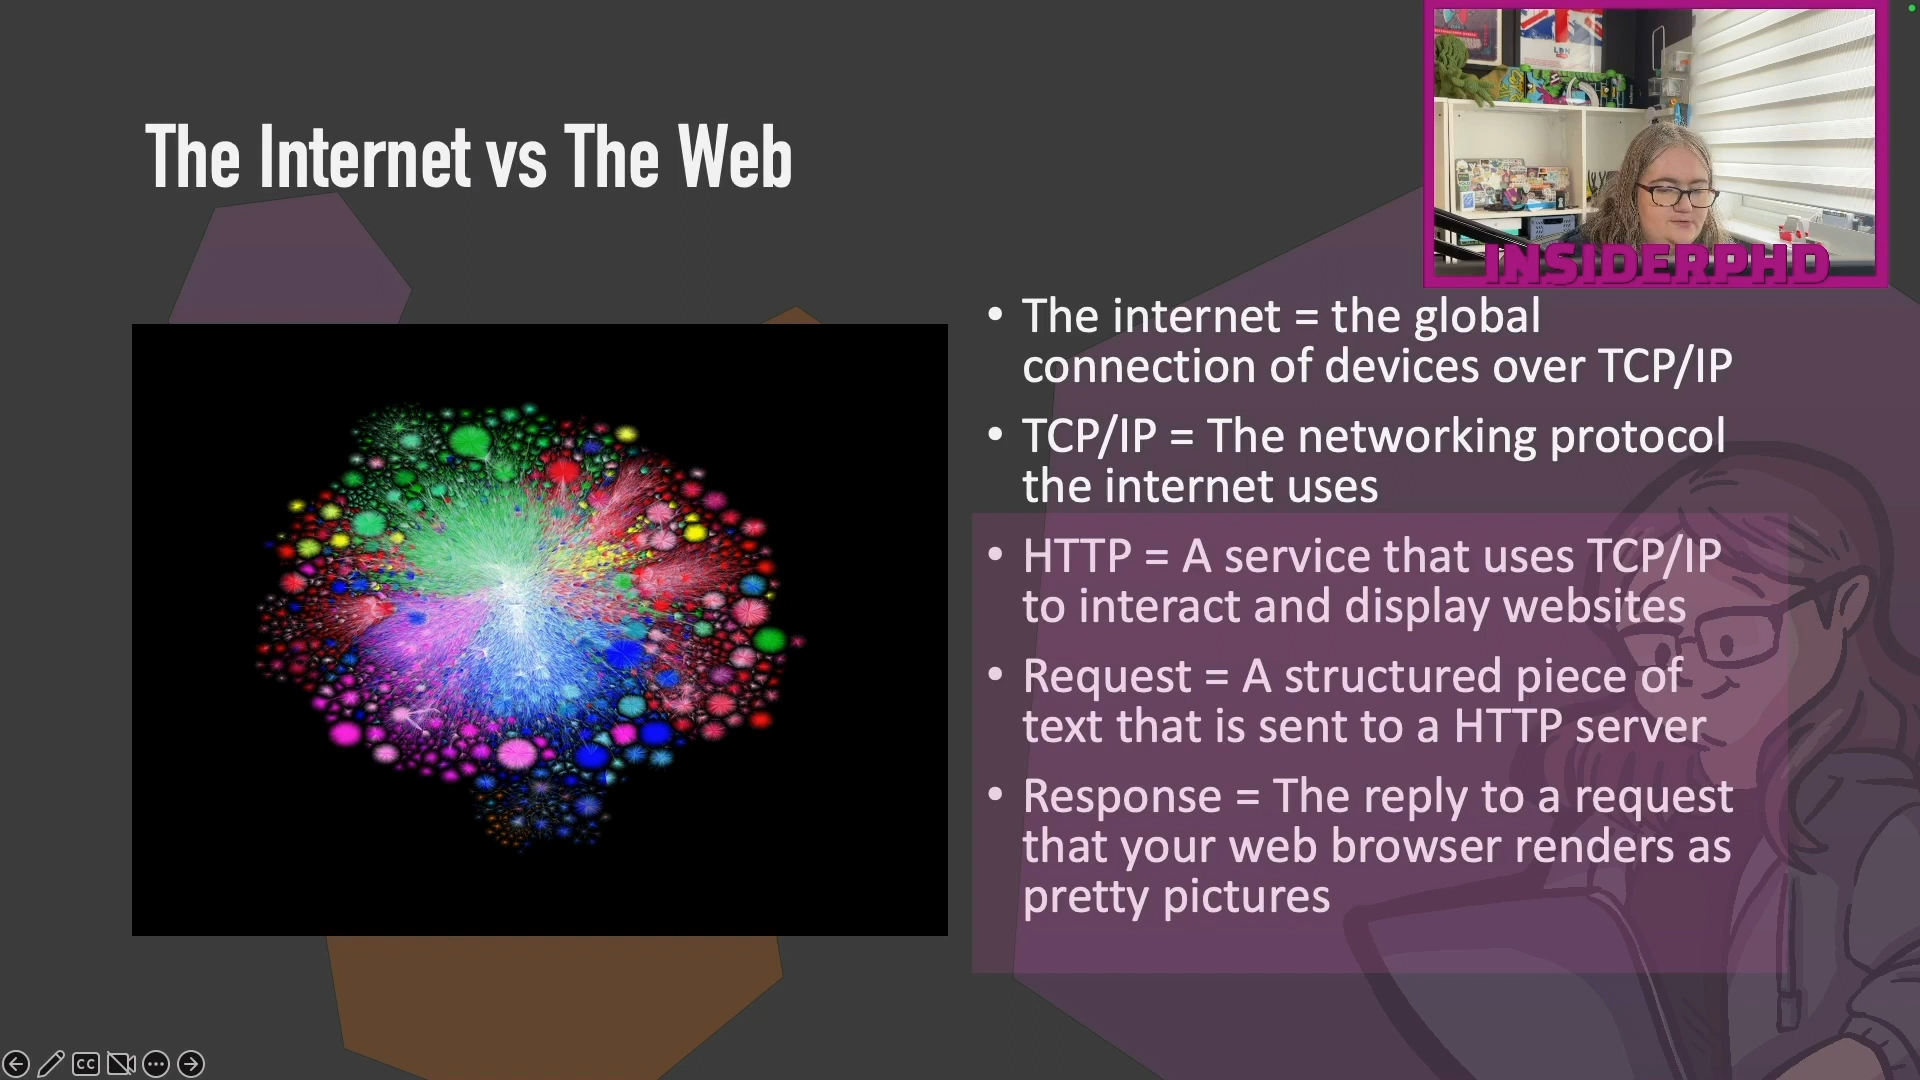 The Internet vs The Web
LDN
INSIDERPHD
• The internet = the global
connection of devices over TCP/IP
• TCP/IP = The networking protocol
the internet uses
• HTTP = A service that uses TCP/IP
to interact and display websites
• Request = A structured piece of
text that is sent to a HTTP server
• Response = The reply to a request
that your web browser renders as
pretty pictures
CC